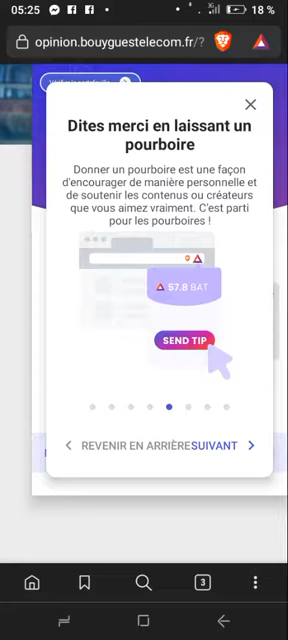 05:25
18 %
opinion.bouyguestelecom.fr/?
Dites merci en laissant un
pourboire
Donner un pourboire est une façon
d'encourager de manière personnelle et
de soutenir les contenus ou créateurs
que vous aimez vraiment. C'est parti
pour les pourboires !
57.8 BAT
SEND TIP
REVENIR EN ARRIÈRE SUIVANT
3